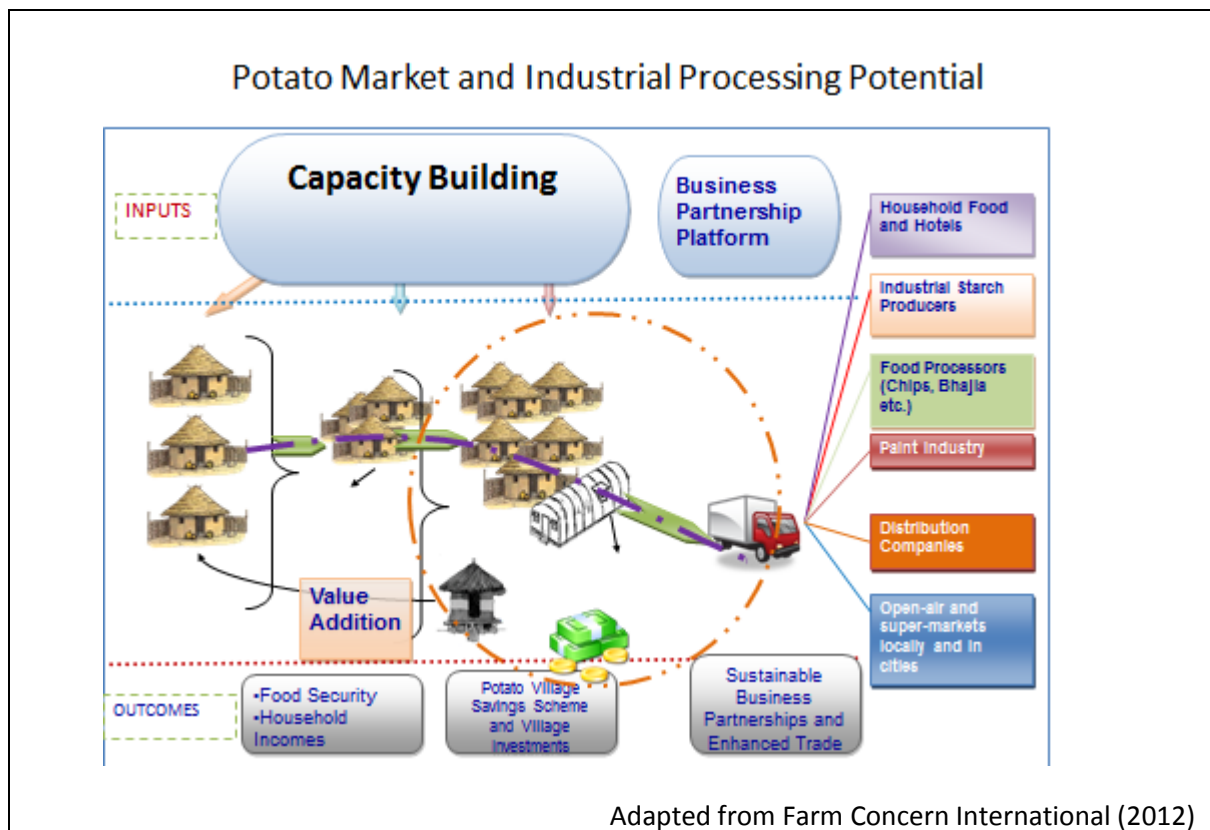 Potato Market and Industrial Processing Potential
Capacity Building
INPUTS
Business
Partnership
Platform
Household Food
and Hotels
Industrial Starch
Producers
Food Processors
(Chips, Bhajia
etc.)
Paint Industry
Distribution
Companies
Open-air and
super-markets
locally and in
cities
Value
Addition
OUTCOMES
•Food Security
•Household
Incomes
Potato Village
Savings Scheme
and Village
Investments
Sustainable
Business
Partnerships and
Enhanced Trade
Adapted from Farm Concern International (2012)